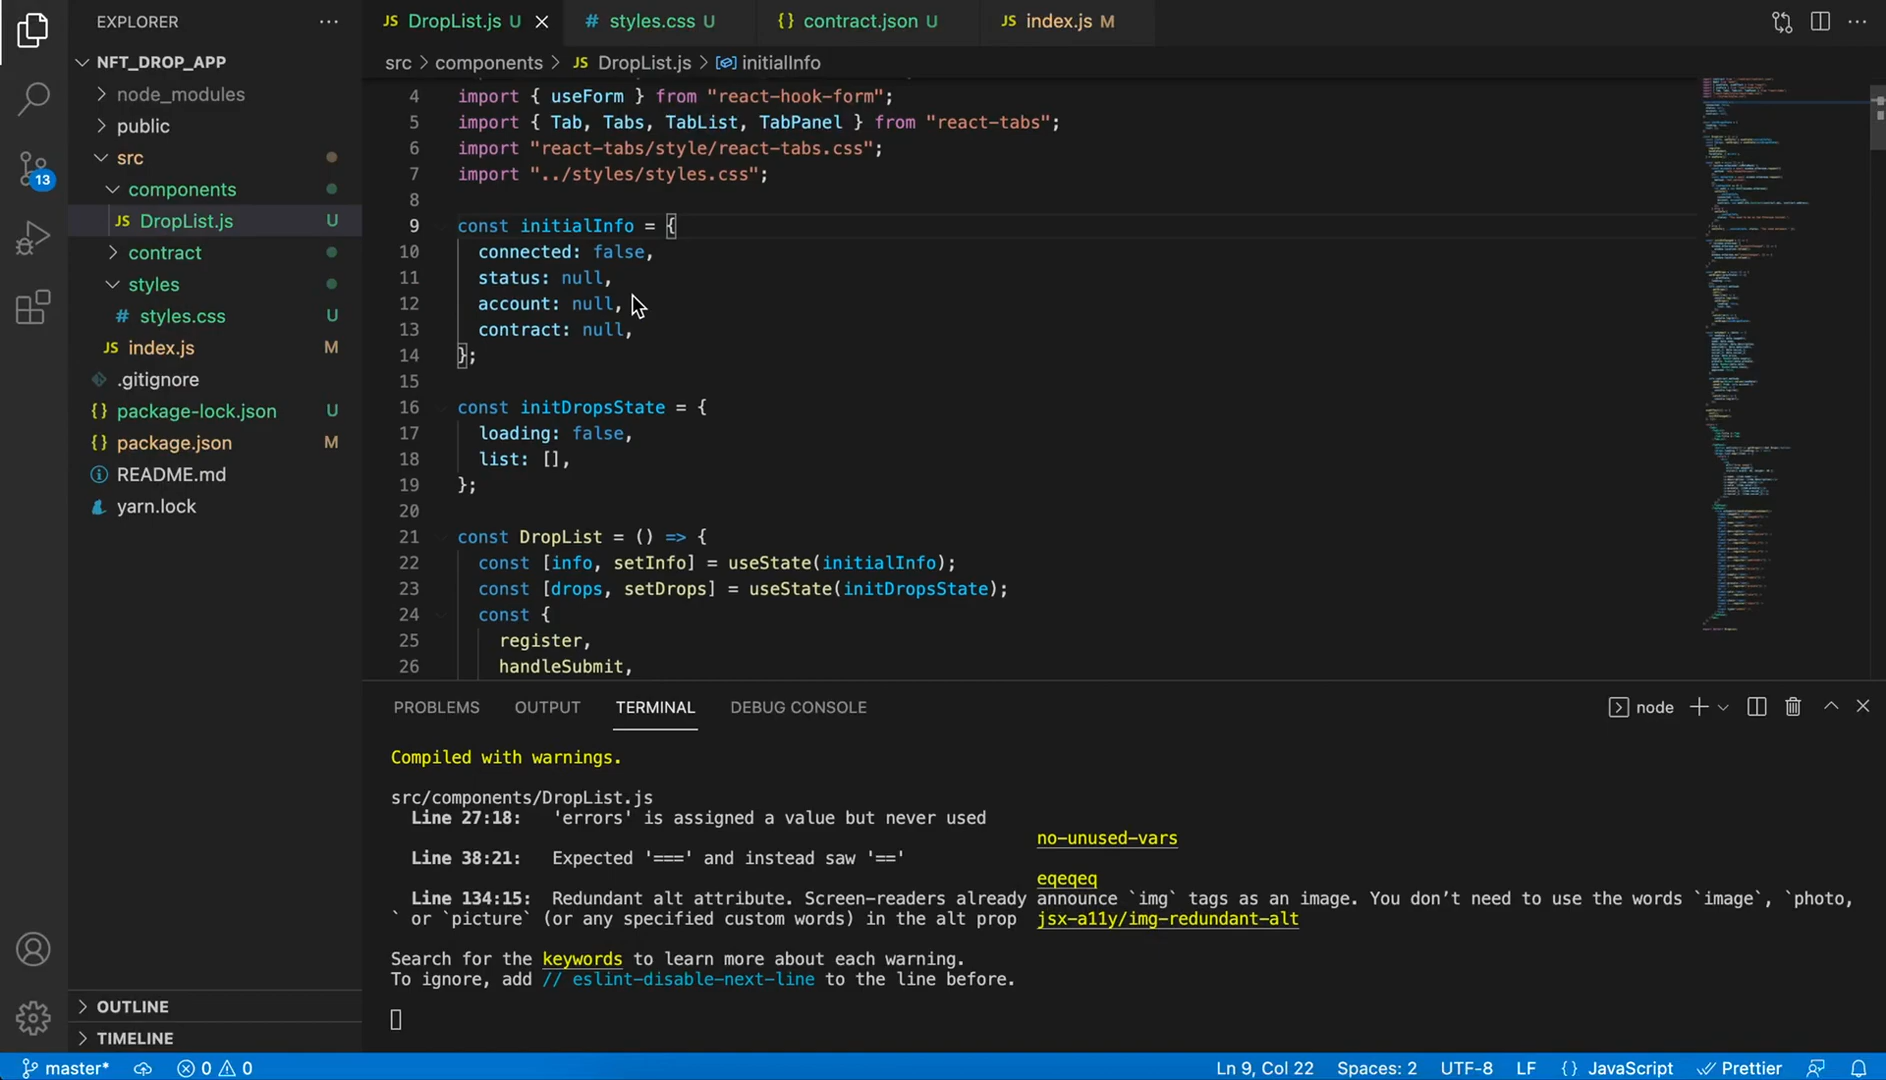 EXPLORER
NFT_DROP_APP
node_modules
public
src
components
JS DropList.js U
contract
styles
# styles.css U
JS index.js M
.gitignore
{} package-lock.json U
{} package.json M
README.md
yarn.lock
13
OUTLINE
TIMELINE
JS DropList.js U
# styles.css U
{} contract.json U
JS index.js M
src > components > JS DropList.js > initialInfo
4 import { useForm } from "react-hook-form";
5 import { Tab, Tabs, TabList, TabPanel } from "react-tabs";
6 import "react-tabs/style/react-tabs.css";
7 import "../styles/styles.css";
8
9 const initialInfo = {
10 connected: false,
11 status: null,
12 account: null,
13 contract: null,
14 };
15
16 const initDropsState = {
17 loading: false,
18 list: [],
19 };
20
21 const DropList = () => {
22 const [info, setInfo] = useState(initialInfo);
23 const [drops, setDrops] = useState(initDropsState);
24 const {
25 register,
26 handleSubmit,
PROBLEMS OUTPUT TERMINAL DEBUG CONSOLE
node
Compiled with warnings.
src/components/DropList.js
Line 27:18: 'errors' is assigned a value but never used
no-unused-vars
Line 38:21: Expected '===' and instead saw '=='
eqeqeq
Line 134:15: Redundant alt attribute. Screen-readers already announce `img` tags as an image. You don’t need to use the words `image`, `photo,
` or `picture` (or any specified custom words) in the alt prop jsx-a11y/img-redundant-alt
Search for the keywords to learn more about each warning.
To ignore, add // eslint-disable-next-line to the line before.
master* 0 0 Ln 9, Col 22 Spaces: 2 UTF-8 LF {} JavaScript Prettier